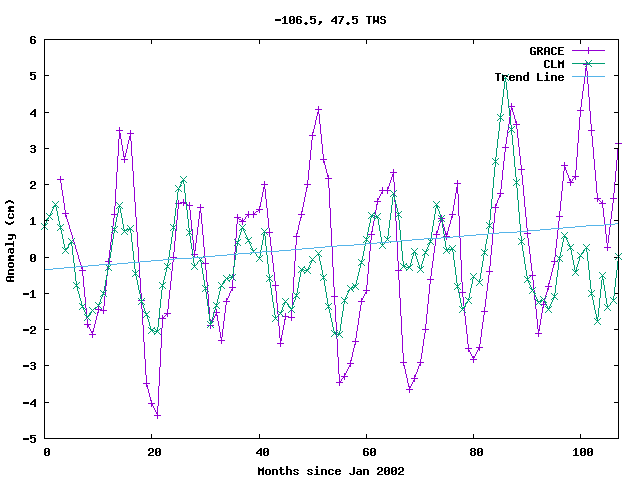 -106.5, 47.5 TWS
6
GRACE
5
CLM
Trend Line
4
3
2
1
Anomaly (cm)
0
-1
-2
-3
-4
-5
0 20 40 60 80 100
Months since Jan 2002